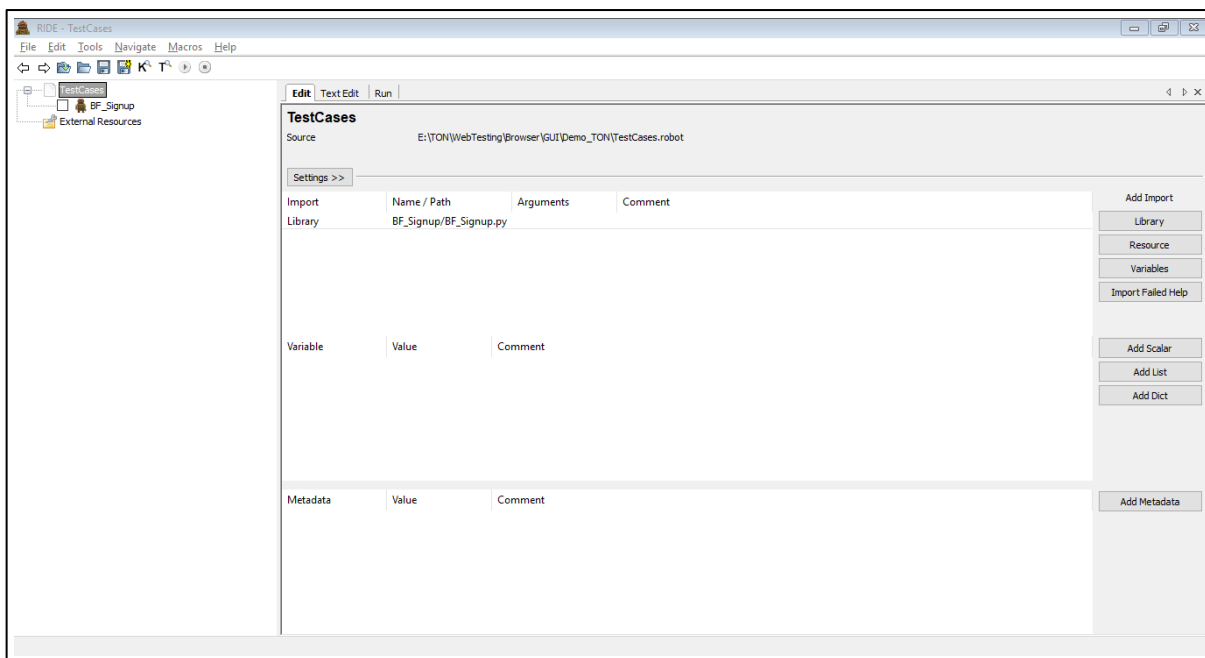 RIDE - TestCases
File Edit Tools Navigate Macros Help
K T
TestCases
BF_Signup
External Resources
Edit Text Edit Run
TestCases
Source E:\TON\WebTesting\Browser\GUI\Demo_TON\TestCases.robot
Settings >>
Import Name / Path Arguments Comment Add Import
Library BF_Signup/BF_Signup.py Library
Resource
Variables
Import Failed Help
Variable Value Comment Add Scalar
Add List
Add Dict
Metadata Value Comment Add Metadata